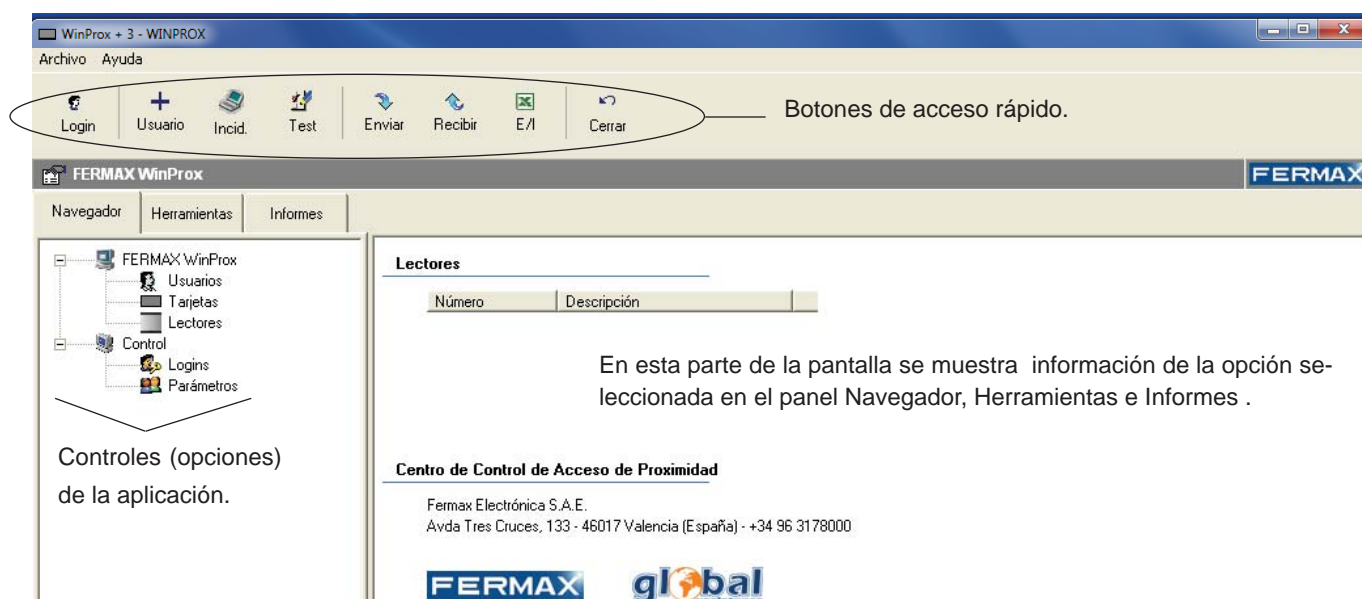 WinProx + 3 - WINPROX
Archivo Ayuda
Login Usuario Incid. Test Enviar Recibir E/I Cerrar
Botones de acceso rápido.
FERMAX WinProx
FERMAX
Navegador Herramientas Informes
FERMAX WinProx
Usuarios
Tarjetas
Lectores
Control
Logins
Parámetros
Controles (opciones)
de la aplicación.
Lectores
Número Descripción
En esta parte de la pantalla se muestra información de la opción se-
leccionada en el panel Navegador, Herramientas e Informes .
Centro de Control de Acceso de Proximidad
Fermax Electrónica S.A.E.
Avda Tres Cruces, 133 - 46017 Valencia (España) - +34 96 3178000
FERMAX global